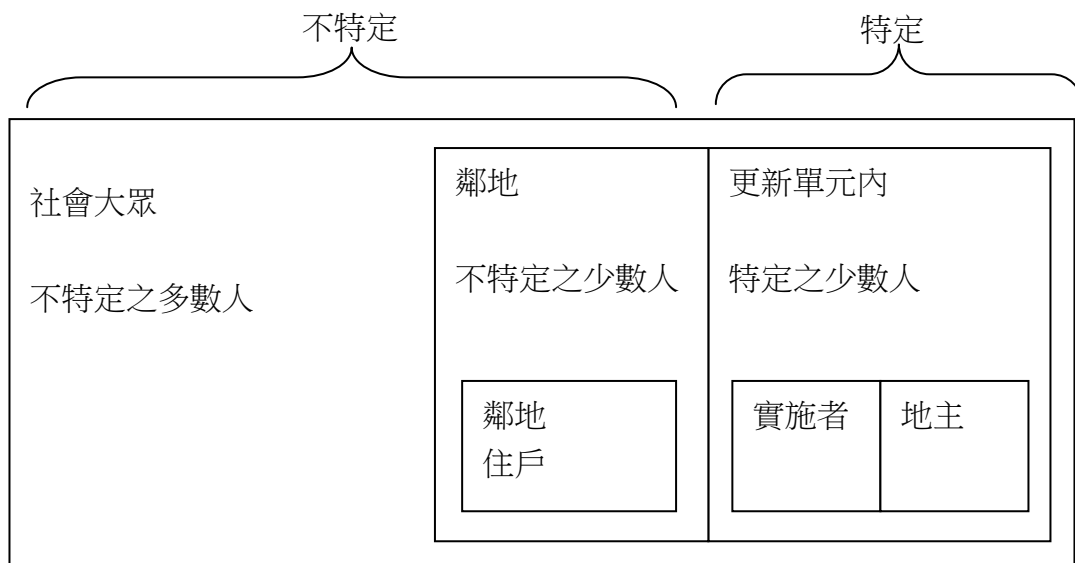 不特定
特定
社會大眾
不特定之多數人
鄰地
不特定之少數人
鄰地
住戶
更新單元內
特定之少數人
實施者
地主